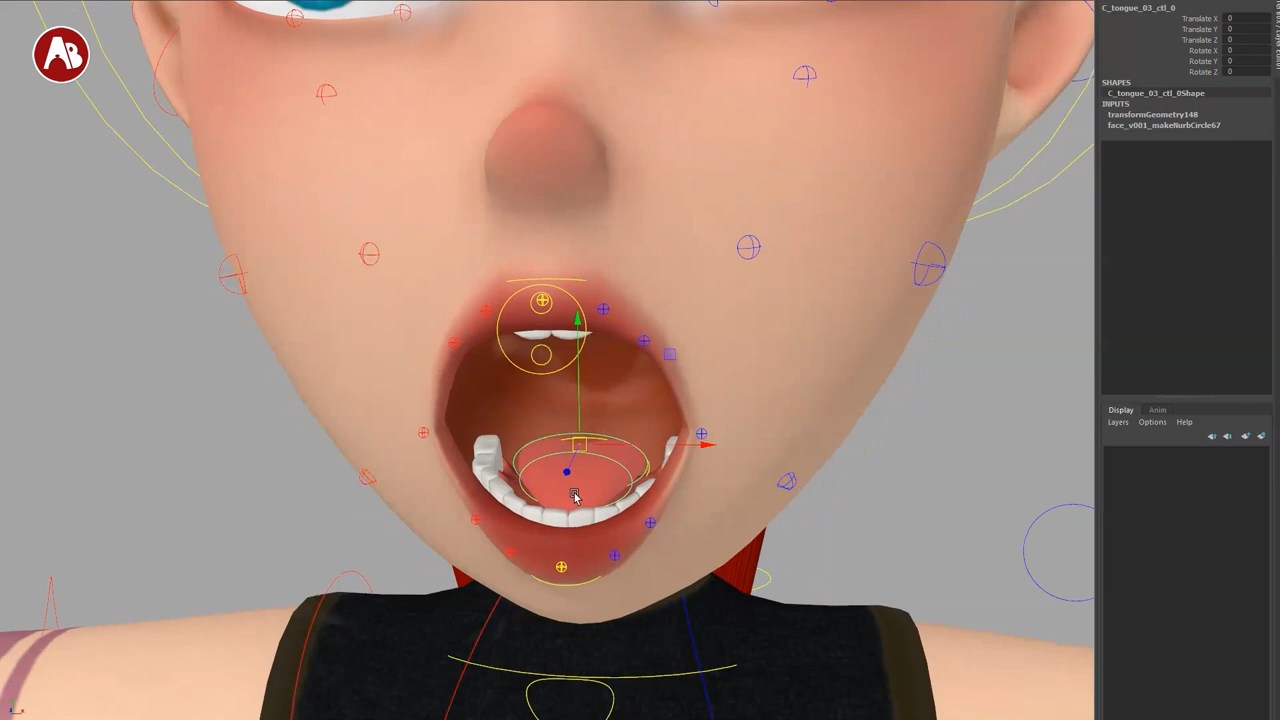 AB
C_tongue_03_ctl_0
Translate X 0
Translate Y 0
Translate Z 0
Rotate X 0
Rotate Y 0
Rotate Z 0
SHAPES
C_tongue_03_ctl_0Shape
INPUTS
transformGeometry148
face_v001_makeNurbCircle67
Display Anim
Layers Options Help